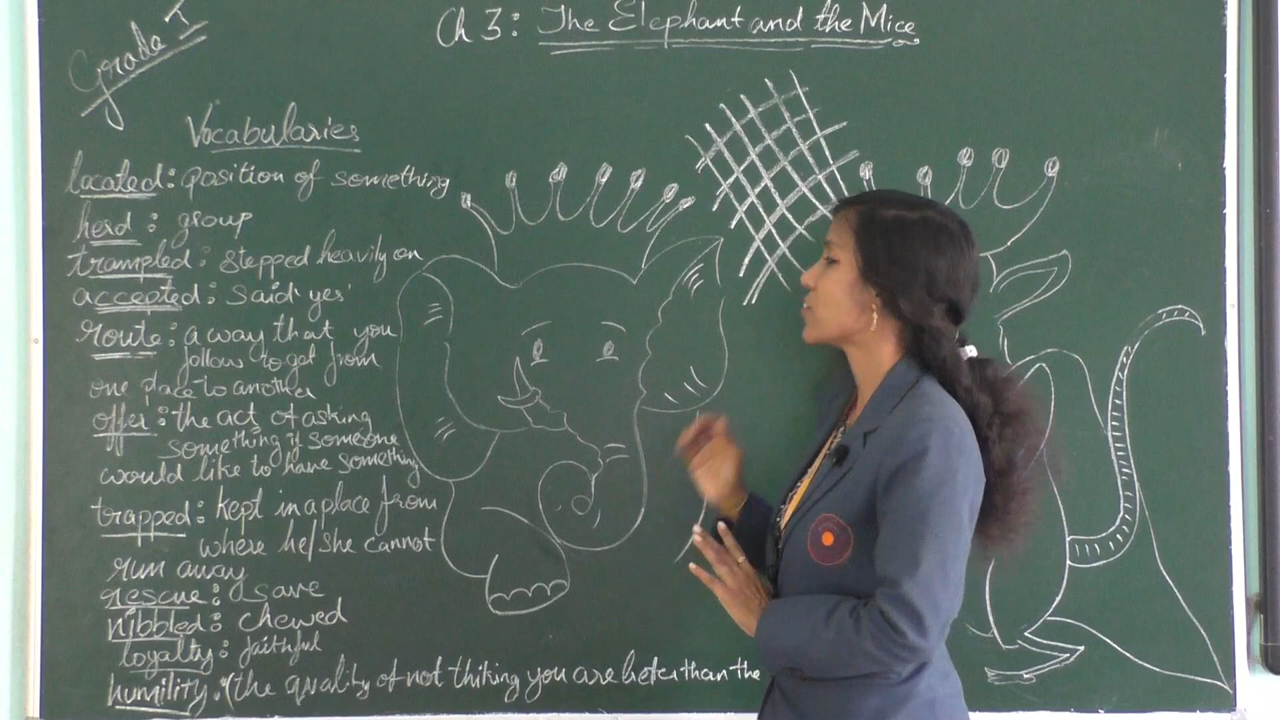 Grade I
Ch 3: The Elephant and the Mice
Vocabularies
located: position of something
herd: group
trampled: stepped heavily on
accepted: said 'yes'
route: a way that you
follow to get from
one place to another
offer: the act of asking
something if someone
would like to have something
trapped: kept in a place from
where he/she cannot
run away
rescue: save
nibbled: chewed
loyalty: faithful
humility: (the quality of not thiking you are beter than the